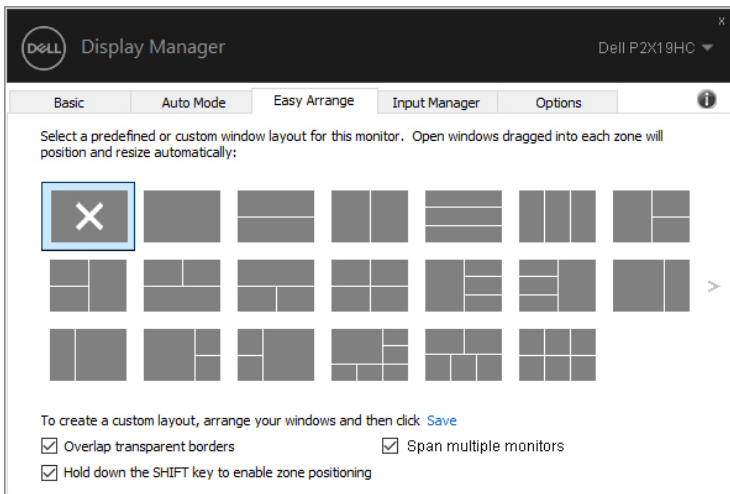 x
DELL Display Manager Dell P2X19HC
Basic Auto Mode Easy Arrange Input Manager Options i
Select a predefined or custom window layout for this monitor. Open windows dragged into each zone will
position and resize automatically:
>
To create a custom layout, arrange your windows and then click Save
Overlap transparent borders Span multiple monitors
Hold down the SHIFT key to enable zone positioning